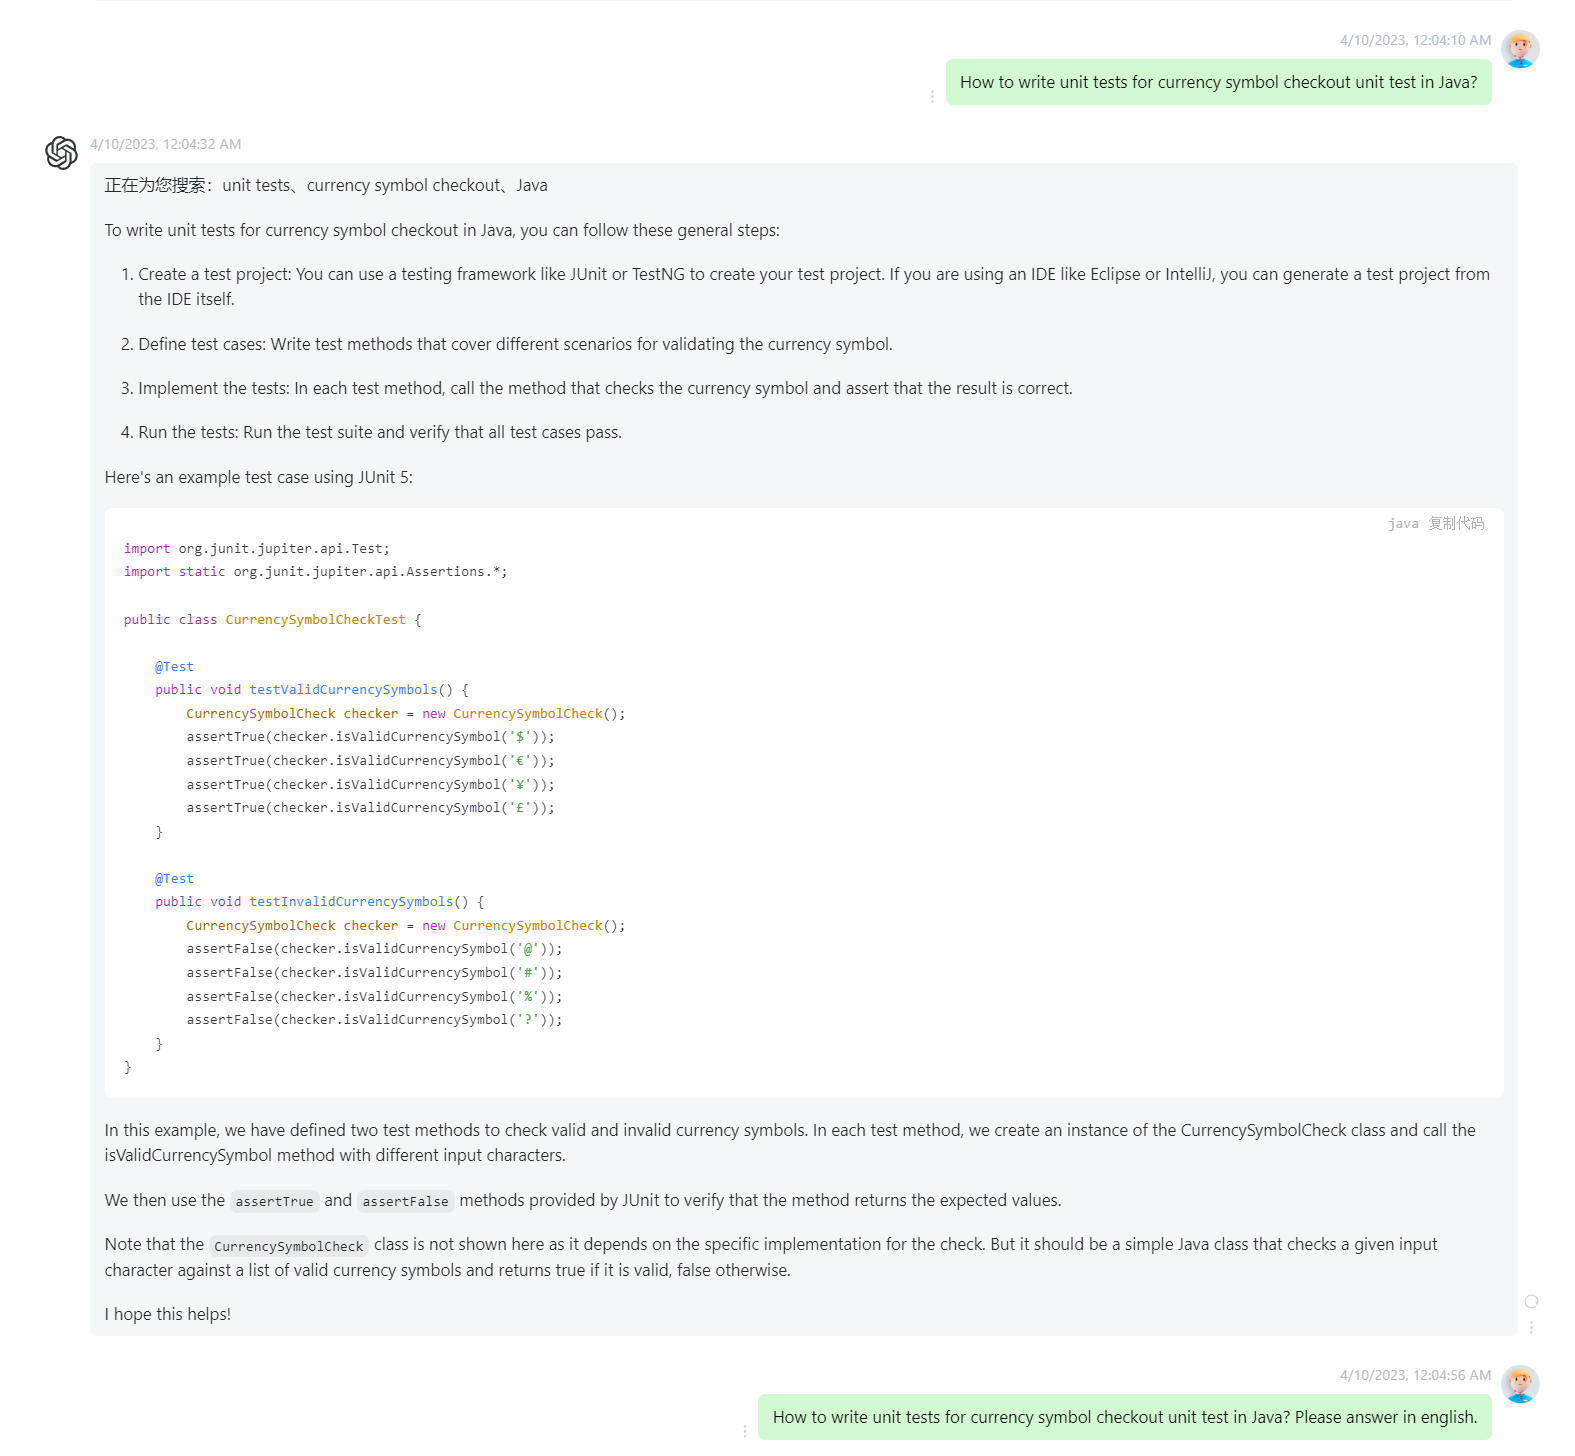 4/10/2023, 12:04:10 AM
How to write unit tests for currency symbol checkout unit test in Java?
4/10/2023, 12:04:32 AM
正在为您搜索：unit tests、currency symbol checkout、Java
To write unit tests for currency symbol checkout in Java, you can follow these general steps:
1. Create a test project: You can use a testing framework like JUnit or TestNG to create your test project. If you are using an IDE like Eclipse or IntelliJ, you can generate a test project from
the IDE itself.
2. Define test cases: Write test methods that cover different scenarios for validating the currency symbol.
3. Implement the tests: In each test method, call the method that checks the currency symbol and assert that the result is correct.
4. Run the tests: Run the test suite and verify that all test cases pass.
Here's an example test case using JUnit 5:
java 复制代码
import org.junit.jupiter.api.Test;
import static org.junit.jupiter.api.Assertions.*;
public class CurrencySymbolCheckTest {
@Test
public void testValidCurrencySymbols() {
CurrencySymbolCheck checker = new CurrencySymbolCheck();
assertTrue(checker.isValidCurrencySymbol('$'));
assertTrue(checker.isValidCurrencySymbol('€'));
assertTrue(checker.isValidCurrencySymbol('¥'));
assertTrue(checker.isValidCurrencySymbol('£'));
}
@Test
public void testInvalidCurrencySymbols() {
CurrencySymbolCheck checker = new CurrencySymbolCheck();
assertFalse(checker.isValidCurrencySymbol('@'));
assertFalse(checker.isValidCurrencySymbol('#'));
assertFalse(checker.isValidCurrencySymbol('%'));
assertFalse(checker.isValidCurrencySymbol('?'));
}
}
In this example, we have defined two test methods to check valid and invalid currency symbols. In each test method, we create an instance of the CurrencySymbolCheck class and call the
isValidCurrencySymbol method with different input characters.
We then use the assertTrue and assertFalse methods provided by JUnit to verify that the method returns the expected values.
Note that the CurrencySymbolCheck class is not shown here as it depends on the specific implementation for the check. But it should be a simple Java class that checks a given input
character against a list of valid currency symbols and returns true if it is valid, false otherwise.
I hope this helps!
4/10/2023, 12:04:56 AM
How to write unit tests for currency symbol checkout unit test in Java? Please answer in english.